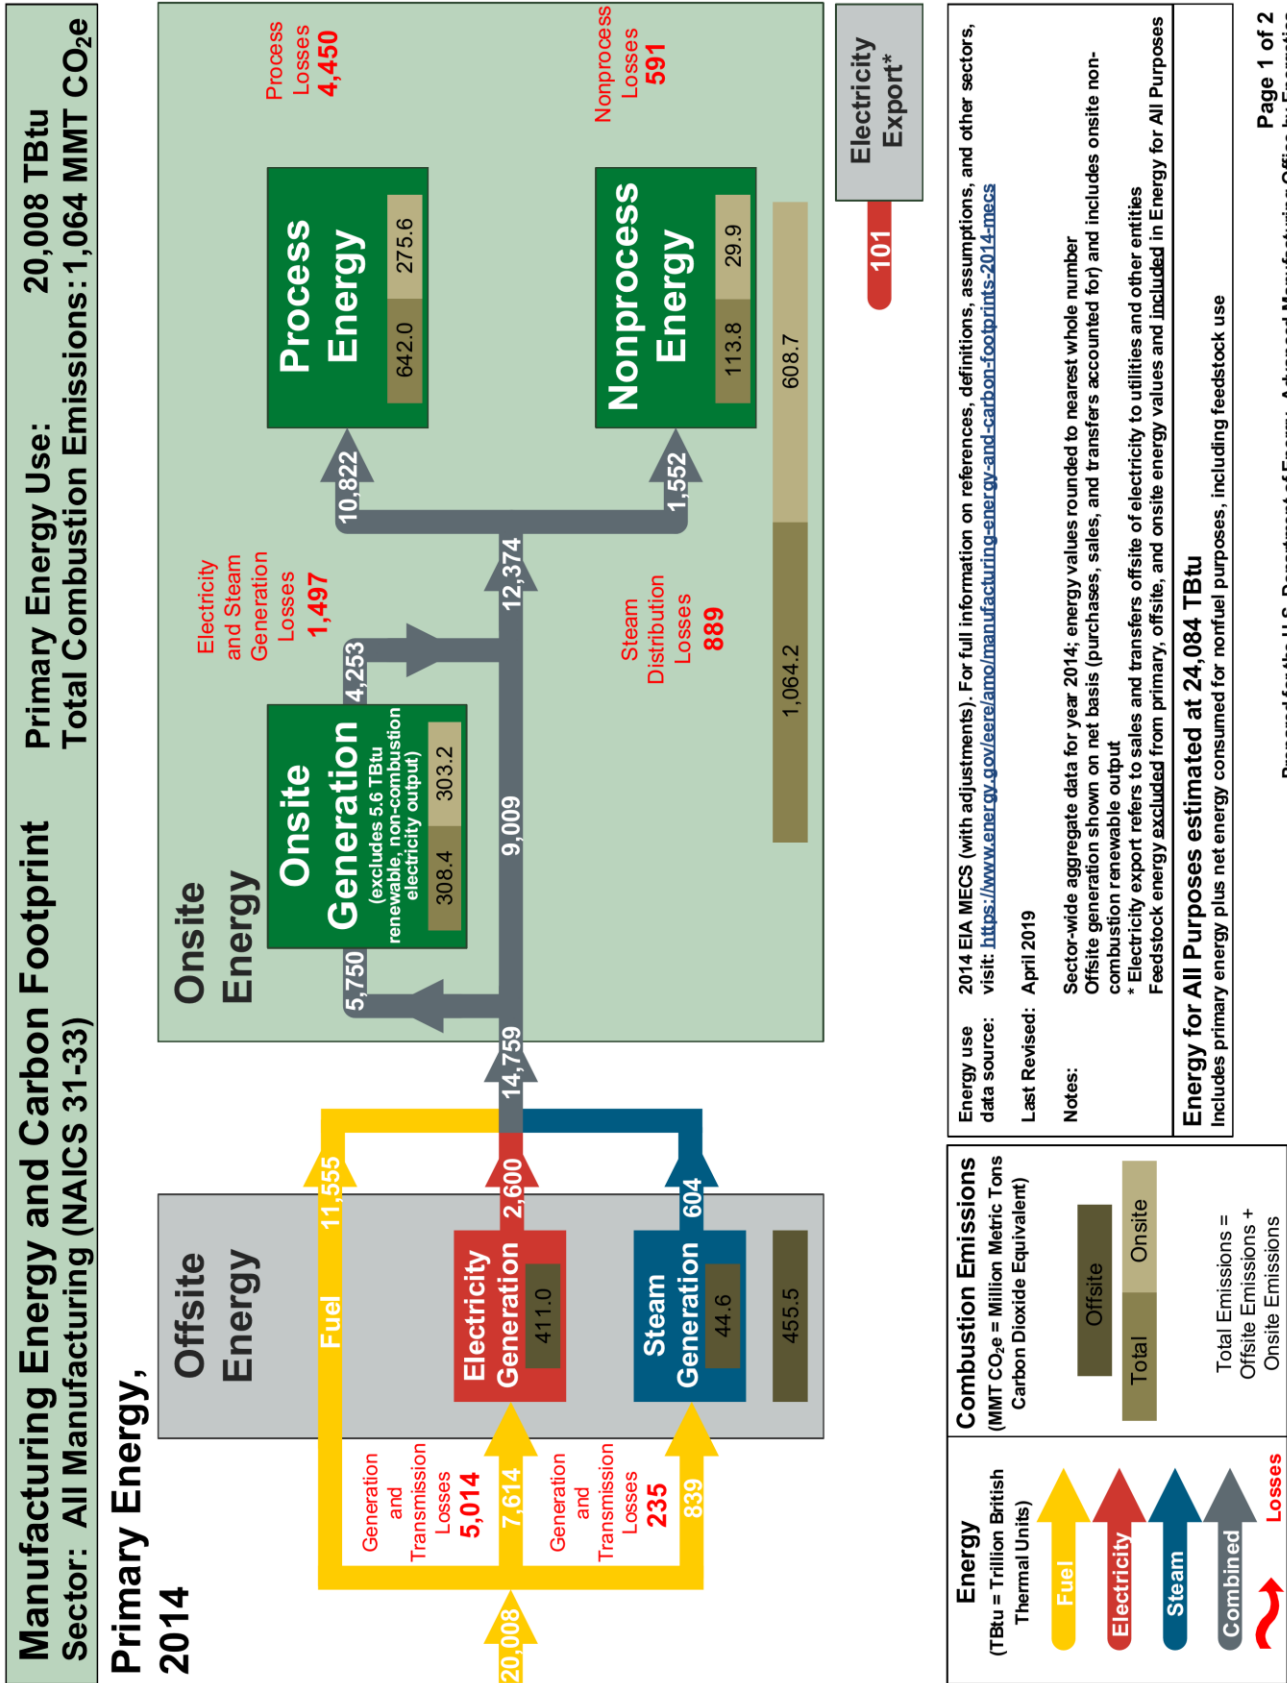 Manufacturing Energy and Carbon Footprint
Primary Energy Use: 20,008 TBtu
Sector: All Manufacturing (NAICS 31-33)
Total Combustion Emissions: 1,064 MMT CO₂e
Primary Energy,
2014
20,008
Fuel
11,555
Generation
and
Transmission
Losses
5,014
7,614
Generation
and
Transmission
Losses
235
839
Offsite
Energy
Electricity
Generation
411.0
2,600
Steam
Generation
44.6
604
455.5
14,759
Onsite
Energy
5,750
Onsite
Generation
(excludes 5.6 TBtu
renewable, non-combustion
electricity output)
308.4
303.2
4,253
9,009
Electricity
and Steam
Generation
Losses
1,497
12,374
Steam
Distribution
Losses
889
10,822
1,552
Process
Energy
642.0
275.6
Process
Losses
4,450
Nonprocess
Energy
113.8
29.9
Nonprocess
Losses
591
1,064.2
608.7
101
Electricity
Export*
Energy
(TBtu = Trillion British
Thermal Units)
Fuel
Electricity
Steam
Combined
Losses
Combustion Emissions
(MMT CO₂e = Million Metric Tons
Carbon Dioxide Equivalent)
Offsite
Total
Onsite
Total Emissions =
Offsite Emissions +
Onsite Emissions
Energy use
data source:
2014 EIA MECS (with adjustments). For full information on references, definitions, assumptions, and other sectors,
visit: https://www.energy.gov/eere/amo/manufacturing-energy-and-carbon-footprints-2014-mecs
Last Revised: April 2019
Notes:
Sector-wide aggregate data for year 2014; energy values rounded to nearest whole number
Offsite generation shown on net basis (purchases, sales, and transfers accounted for) and includes onsite non-
combustion renewable output
* Electricity export refers to sales and transfers offsite of electricity to utilities and other entities
Feedstock energy excluded from primary, offsite, and onsite energy values and included in Energy for All Purposes
Energy for All Purposes estimated at 24,084 TBtu
Includes primary energy plus net energy consumed for nonfuel purposes, including feedstock use
Page 1 of 2
Prepared for the U.S. Department of Energy, Advanced Manufacturing Office by Energetics